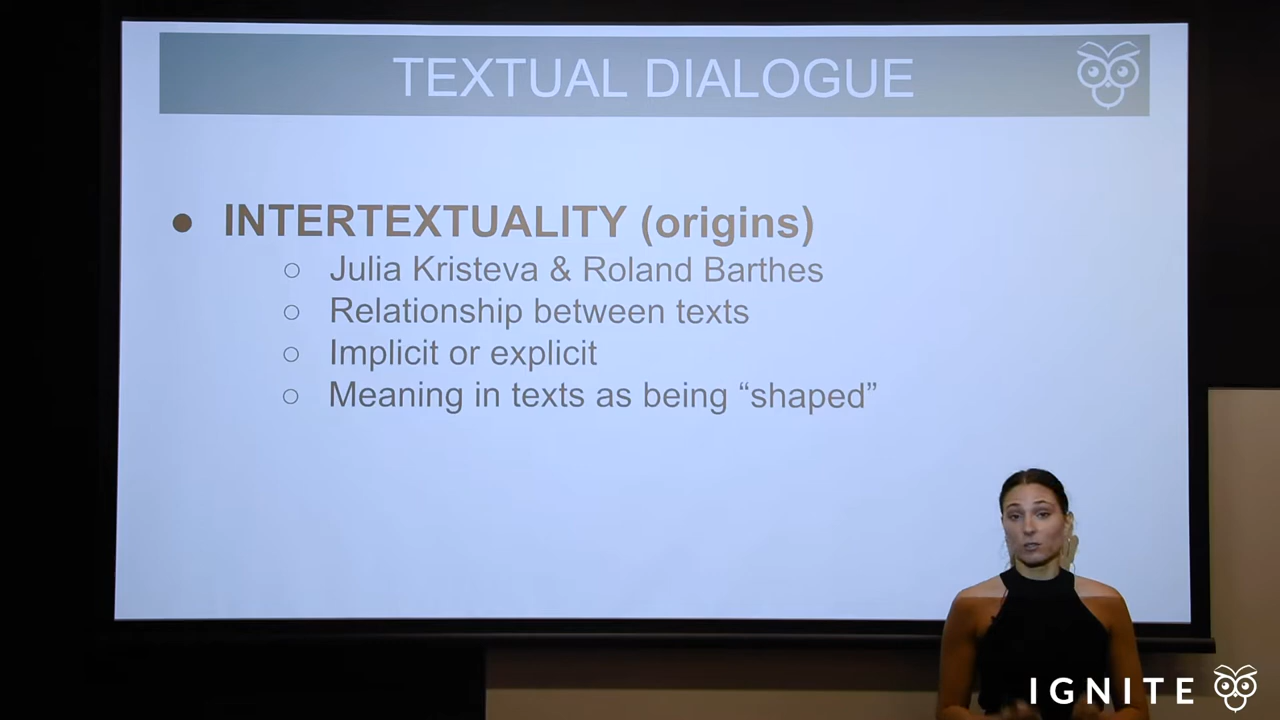 TEXTUAL DIALOGUE
● INTERTEXTUALITY (origins)
○ Julia Kristeva & Roland Barthes
○ Relationship between texts
○ Implicit or explicit
○ Meaning in texts as being “shaped”
IGNITE